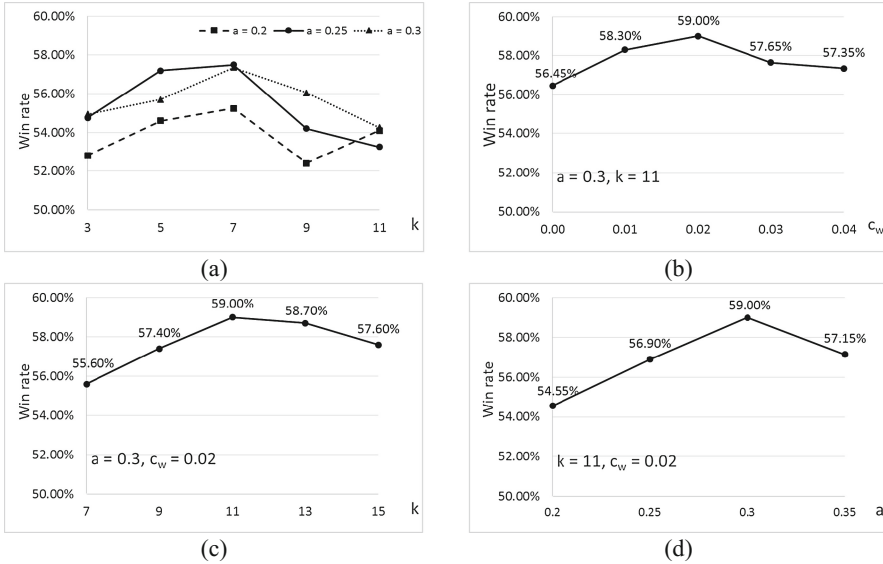 60.00%
58.00%
56.00%
54.00%
52.00%
50.00%
Win rate
a = 0.2 a = 0.25 a = 0.3
3 5 7 9 11 k
(a)
60.00%
58.00%
56.00%
54.00%
52.00%
50.00%
Win rate
56.45% 58.30% 59.00% 57.65% 57.35%
a = 0.3, k = 11
0.00 0.01 0.02 0.03 0.04 cw
(b)
60.00%
58.00%
56.00%
54.00%
52.00%
50.00%
Win rate
55.60% 57.40% 59.00% 58.70% 57.60%
a = 0.3, cw = 0.02
7 9 11 13 15 k
(c)
60.00%
58.00%
56.00%
54.00%
52.00%
50.00%
Win rate
54.55% 56.90% 59.00% 57.15%
k = 11, cw = 0.02
0.2 0.25 0.3 0.35 a
(d)